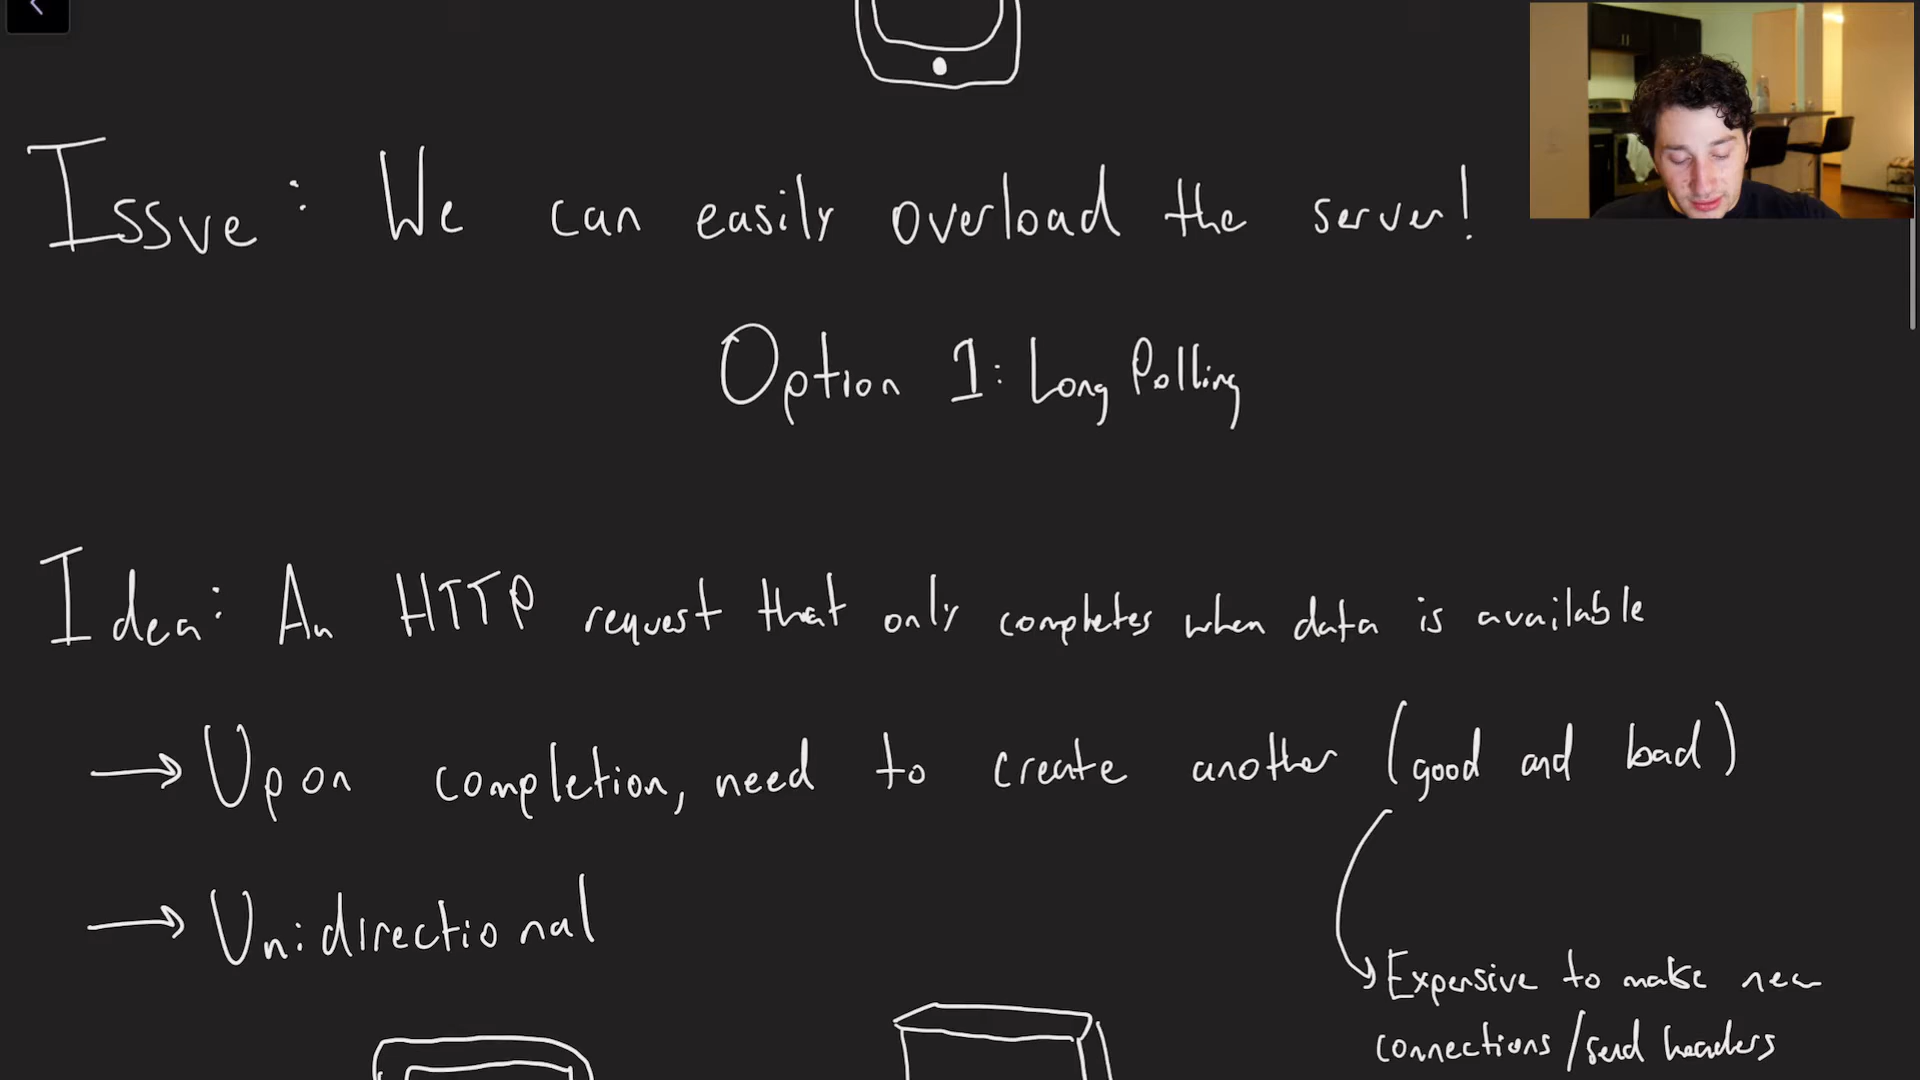 Issue: We can easily overload the server!
Option 1: Long Polling
Idea: An HTTP request that only completes when data is available
→ Upon completion, need to create another (good and bad)
→ Unidirectional
Expensive to make new
connections/send headers